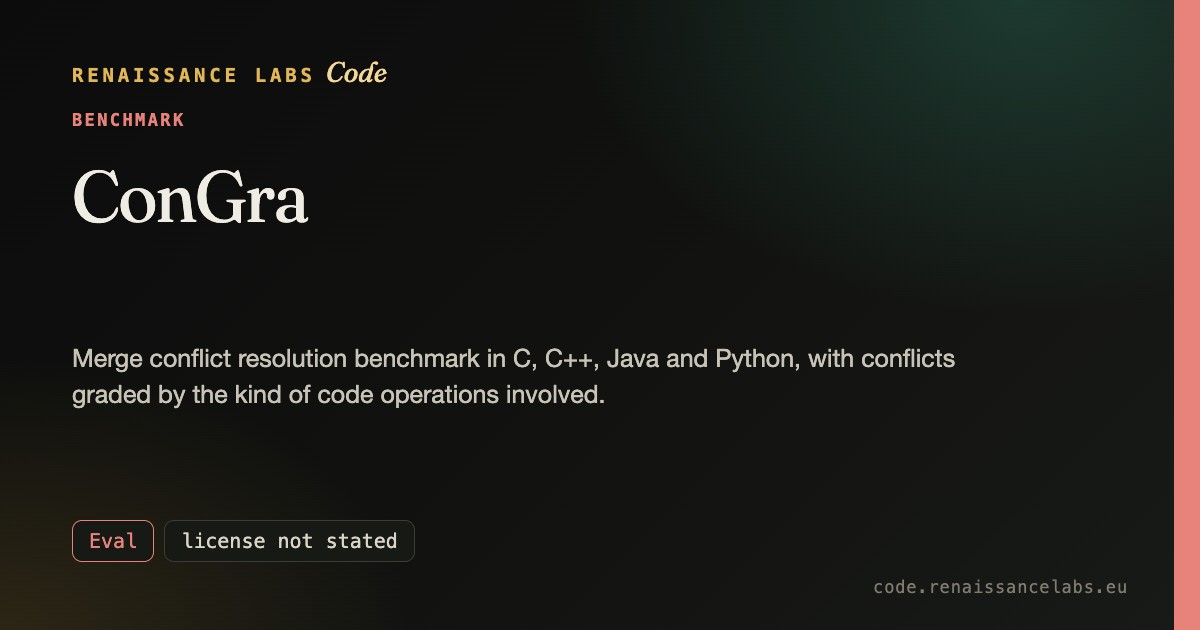 RENAISSANCE LABS Code
BENCHMARK
ConGra
Merge conflict resolution benchmark in C, C++, Java and Python, with conflicts
graded by the kind of code operations involved.
Eval
license not stated
code.renaissancelabs.eu